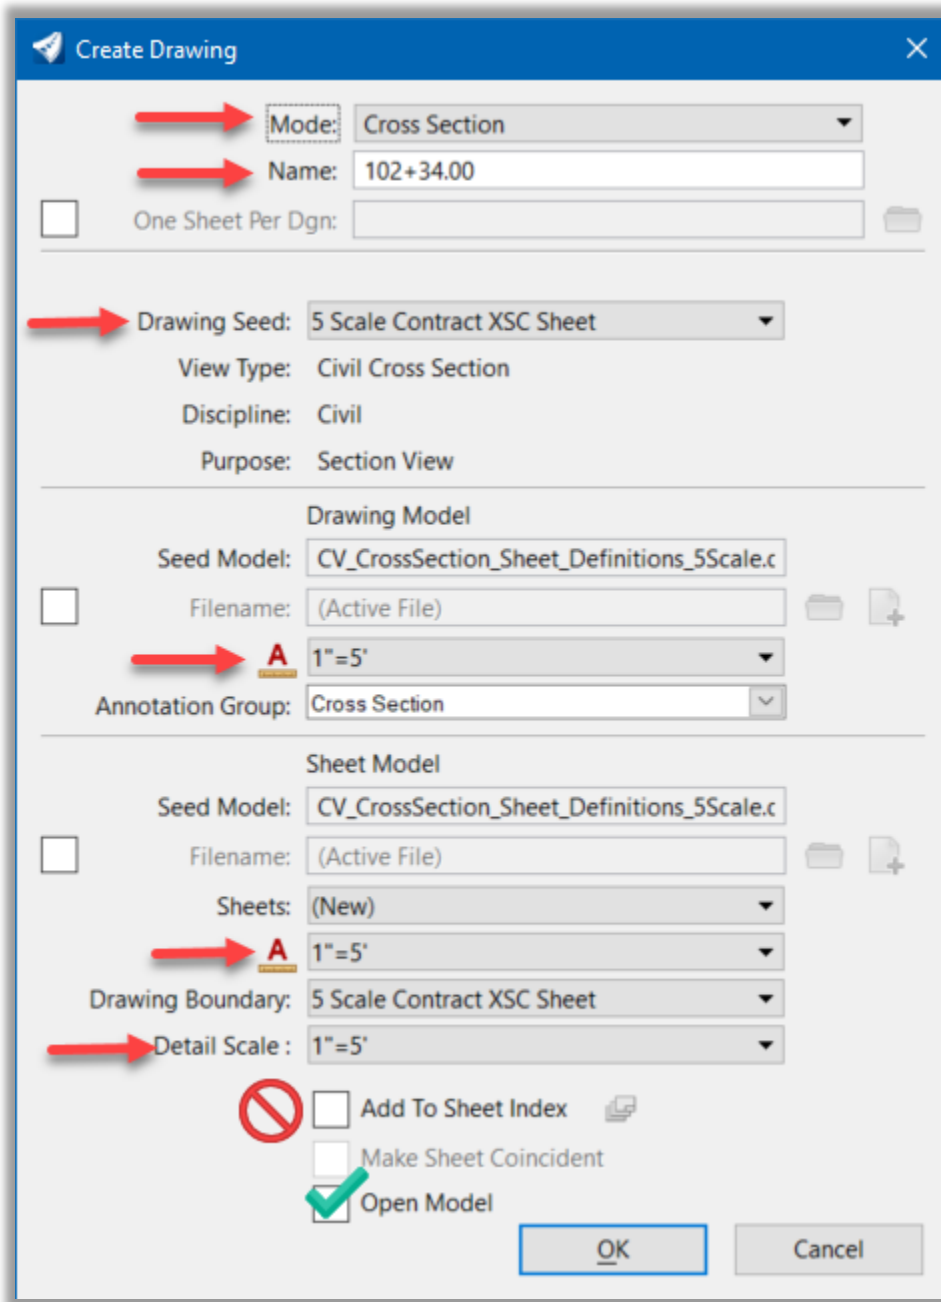 Create Drawing
Mode: Cross Section
Name: 102+34.00
One Sheet Per Dgn:
Drawing Seed: 5 Scale Contract XSC Sheet
View Type: Civil Cross Section
Discipline: Civil
Purpose: Section View
Drawing Model
Seed Model: CV_CrossSection_Sheet_Definitions_5Scale.c
Filename: (Active File)
A 1"=5'
Annotation Group: Cross Section
Sheet Model
Seed Model: CV_CrossSection_Sheet_Definitions_5Scale.c
Filename: (Active File)
Sheets: (New)
A 1"=5'
Drawing Boundary: 5 Scale Contract XSC Sheet
Detail Scale : 1"=5'
Add To Sheet Index
Make Sheet Coincident
Open Model
OK Cancel